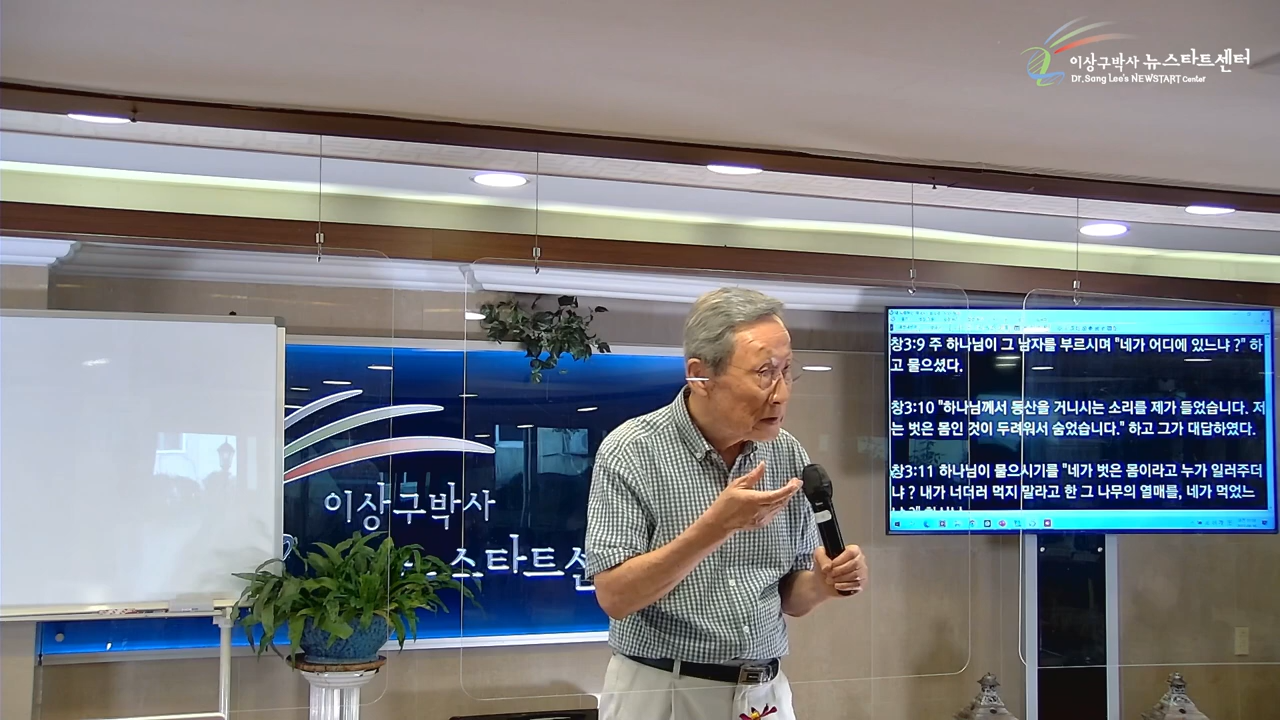 이상구박사 뉴스타트센터
Dr. Sang Lee's NEWSTART Center
창3:9 주 하나님이 그 남자를 부르시며 "네가 어디에 있느냐 ?" 하
고 물으셨다.
창3:10 "하나님께서 동산을 거니시는 소리를 제가 들었습니다. 저
는 벗은 몸인 것이 두려워서 숨었습니다." 하고 그가 대답하였다.
창3:11 하나님이 물으시기를 "네가 벗은 몸이라고 누가 일러주더
냐 ? 내가 너더러 먹지 말라고 한 그 나무의 열매를, 네가 먹었느
이상구박사
뉴스타트센